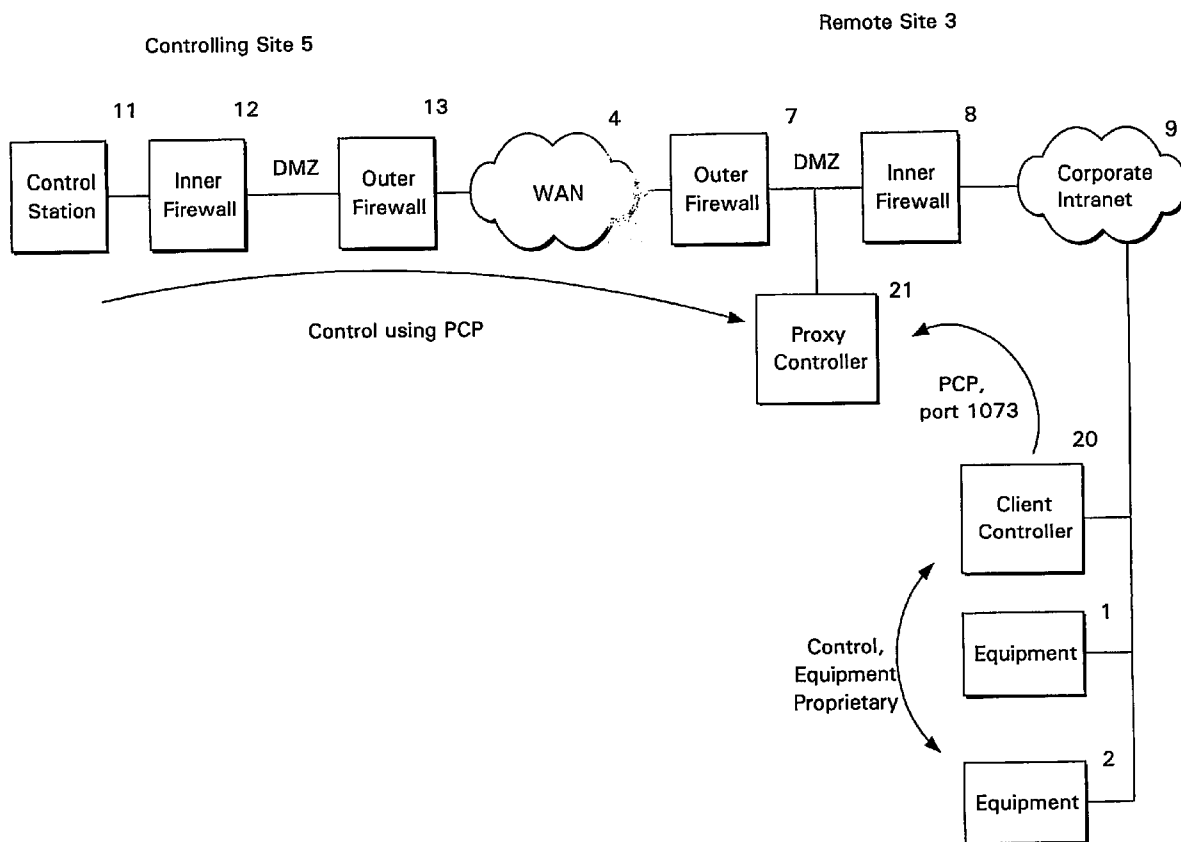 Remote Site 3
Controlling Site 5
11
12
13
4
7
8
9
Control
Station
Inner
Firewall
DMZ
Outer
Firewall
WAN
Outer
Firewall
DMZ
Inner
Firewall
Corporate
Intranet
21
Control using PCP
Proxy
Controller
PCP,
port 1073
20
Client
Controller
1
Control,
Equipment
Proprietary
Equipment
2
Equipment